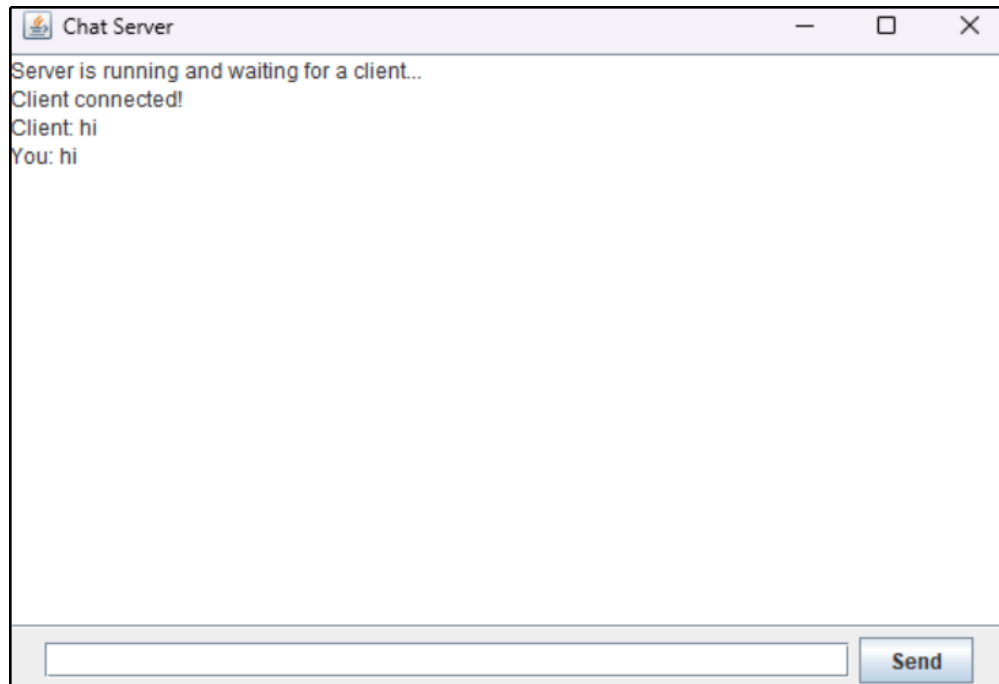 Chat Server
Server is running and waiting for a client...
Client connected!
Client: hi
You: hi
Send